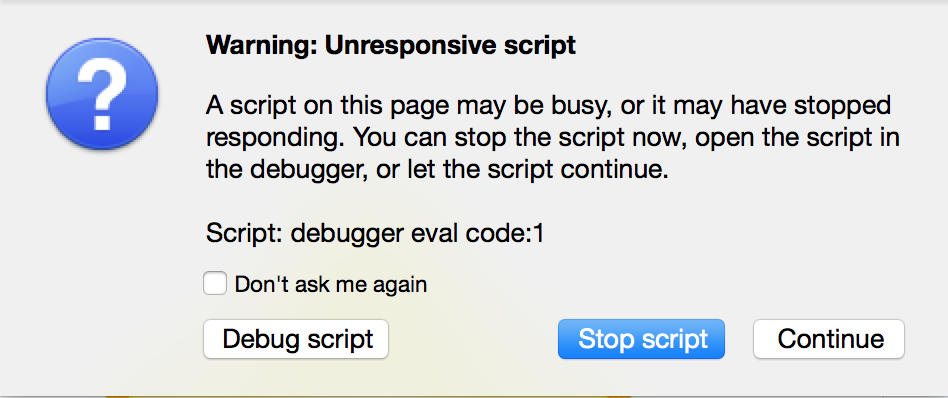 Warning: Unresponsive script
A script on this page may be busy, or it may have stopped
responding. You can stop the script now, open the script in
the debugger, or let the script continue.
Script: debugger eval code:1
Don't ask me again
Debug script Stop script Continue